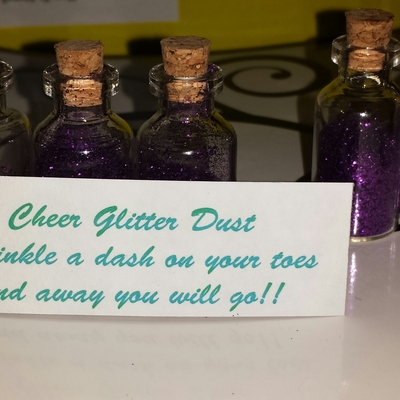 Cheer Glitter Dust
inkle a dash on your toes
nd away you will go!!